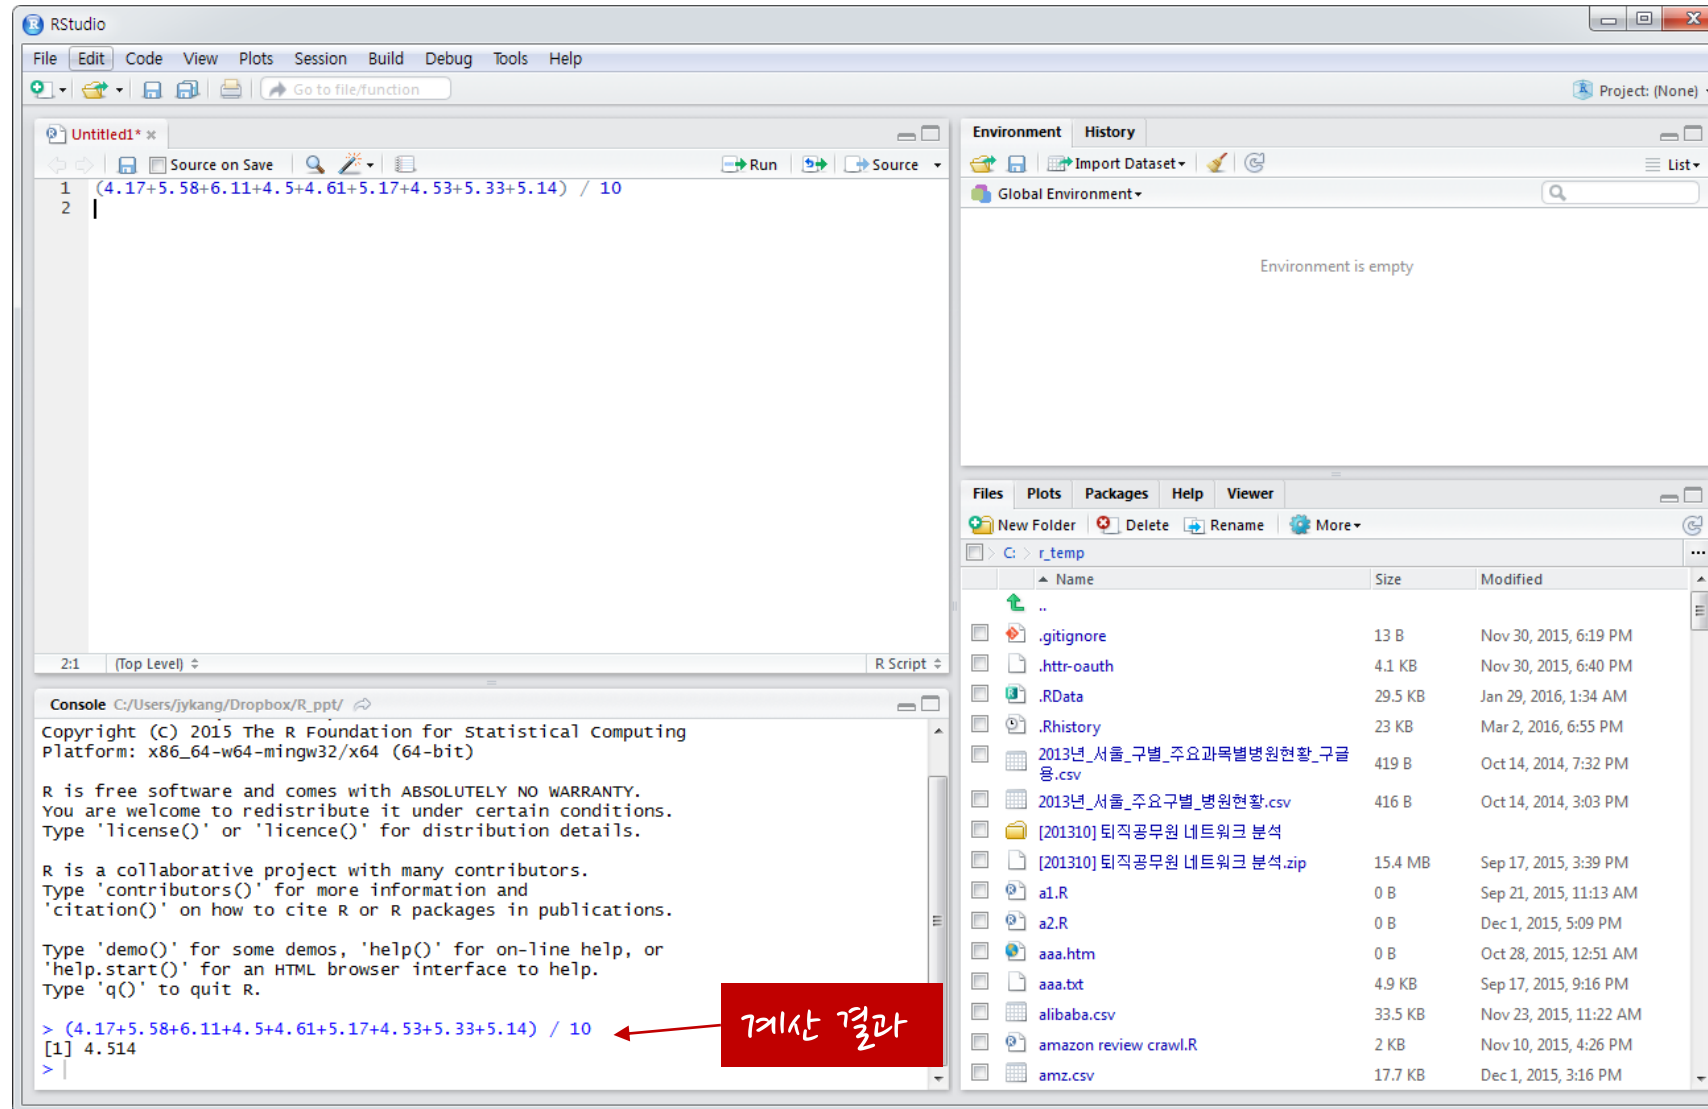 RStudio
File Edit Code View Plots Session Build Debug Tools Help
Go to file/function
Project: (None)
Untitled1*
Source on Save Run Source
1 (4.17+5.58+6.11+4.5+4.61+5.17+4.53+5.33+5.14) / 10
2
2:1 (Top Level) R Script
Console C:/Users/jykang/Dropbox/R_ppt/
Copyright (C) 2015 The R Foundation for Statistical Computing
Platform: x86_64-w64-mingw32/x64 (64-bit)
R is free software and comes with ABSOLUTELY NO WARRANTY.
You are welcome to redistribute it under certain conditions.
Type 'license()' or 'licence()' for distribution details.
R is a collaborative project with many contributors.
Type 'contributors()' for more information and
'citation()' on how to cite R or R packages in publications.
Type 'demo()' for some demos, 'help()' for on-line help, or
'help.start()' for an HTML browser interface to help.
Type 'q()' to quit R.
> (4.17+5.58+6.11+4.5+4.61+5.17+4.53+5.33+5.14) / 10
[1] 4.514
>
계산 결과
Environment History
Import Dataset List
Global Environment
Environment is empty
Files Plots Packages Help Viewer
New Folder Delete Rename More
C: r_temp
Name Size Modified
..
.gitignore 13 B Nov 30, 2015, 6:19 PM
.httr-oauth 4.1 KB Nov 30, 2015, 6:40 PM
.RData 29.5 KB Jan 29, 2016, 1:34 AM
.Rhistory 23 KB Mar 2, 2016, 6:55 PM
2013년_서울_구별_주요과목별병원현황_구글
용.csv 419 B Oct 14, 2014, 7:32 PM
2013년_서울_주요구별_병원현황.csv 416 B Oct 14, 2014, 3:03 PM
[201310] 퇴직공무원 네트워크 분석
[201310] 퇴직공무원 네트워크 분석.zip 15.4 MB Sep 17, 2015, 3:39 PM
a1.R 0 B Sep 21, 2015, 11:13 AM
a2.R 0 B Dec 1, 2015, 5:09 PM
aaa.htm 0 B Oct 28, 2015, 12:51 AM
aaa.txt 4.9 KB Sep 17, 2015, 9:16 PM
alibaba.csv 33.5 KB Nov 23, 2015, 11:22 AM
amazon review crawl.R 2 KB Nov 10, 2015, 4:26 PM
amz.csv 17.7 KB Dec 1, 2015, 3:16 PM